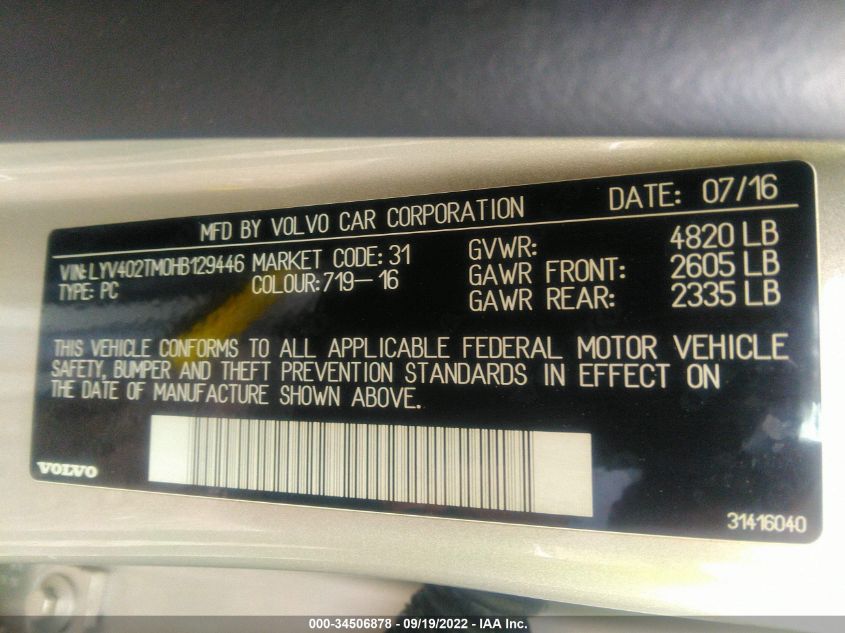 MFD BY VOLVO CAR CORPORATION DATE: 07/16
VIN: LYV402TM0HB129446 MARKET CODE: 31 GVWR: 4820 LB
TYPE: PC COLOUR: 719-16 GAWR FRONT: 2605 LB
GAWR REAR: 2335 LB
THIS VEHICLE CONFORMS TO ALL APPLICABLE FEDERAL MOTOR VEHICLE
SAFETY, BUMPER AND THEFT PREVENTION STANDARDS IN EFFECT ON
THE DATE OF MANUFACTURE SHOWN ABOVE.
VOLVO
31416040
000-34506878 - 09/19/2022 - IAA Inc.